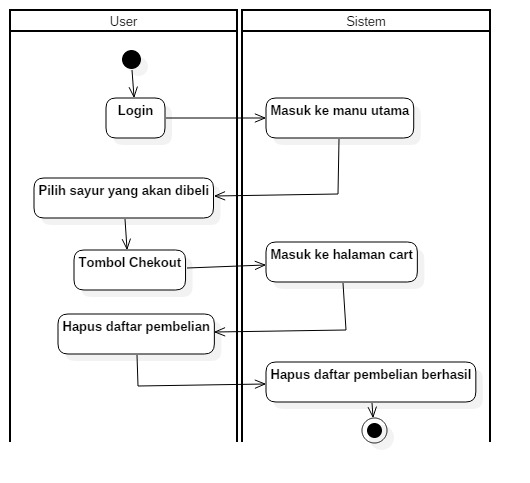 User
Sistem
Login
Masuk ke manu utama
Pilih sayur yang akan dibeli
Tombol Chekout
Masuk ke halaman cart
Hapus daftar pembelian
Hapus daftar pembelian berhasil